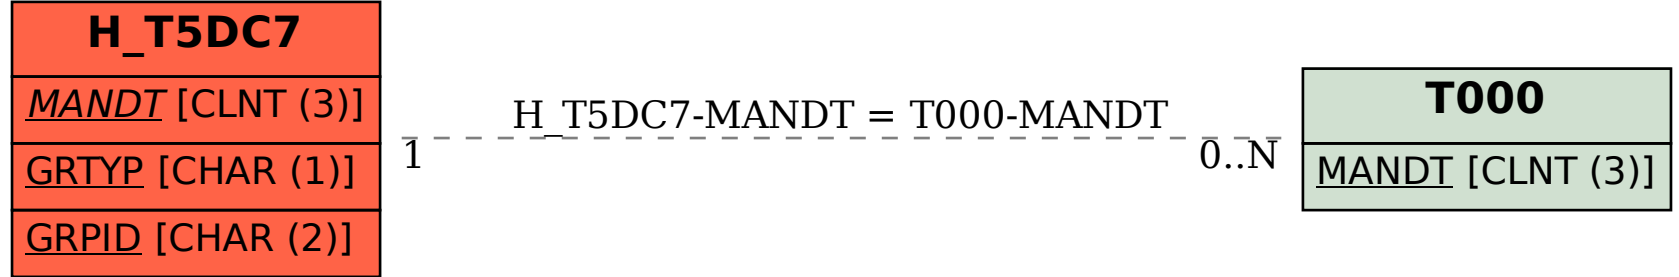 H_T5DC7
MANDT [CLNT (3)]
GRTYP [CHAR (1)]
GRPID [CHAR (2)]
H_T5DC7-MANDT = T000-MANDT
1
0..N
T000
MANDT [CLNT (3)]